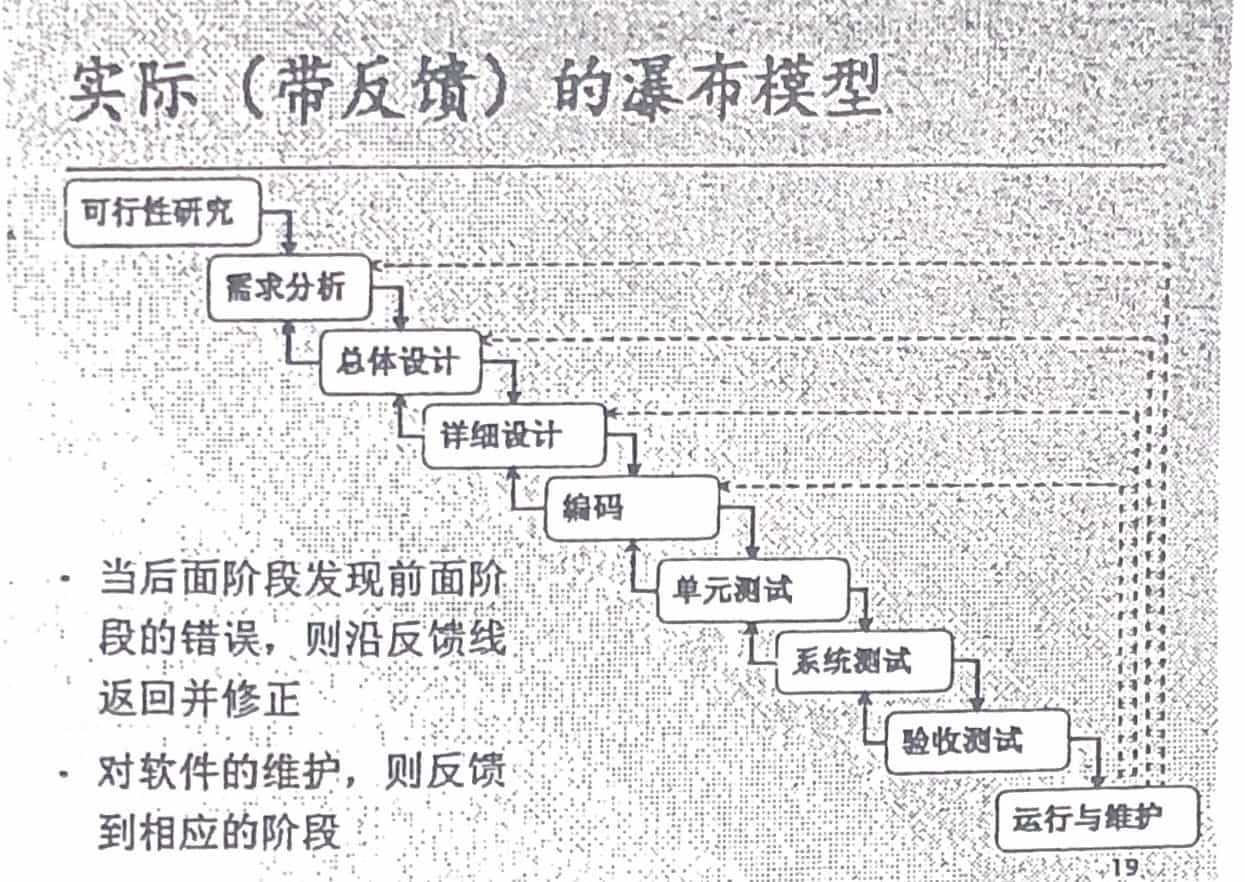 实际（带反馈）的瀑布模型
可行性研究
需求分析
总体设计
详细设计
编码
单元测试
系统测试
验收测试
运行与维护
· 当后面阶段发现前面阶
段的错误，则沿反馈线
返回并修正
· 对软件的维护，则反馈
到相应的阶段
19